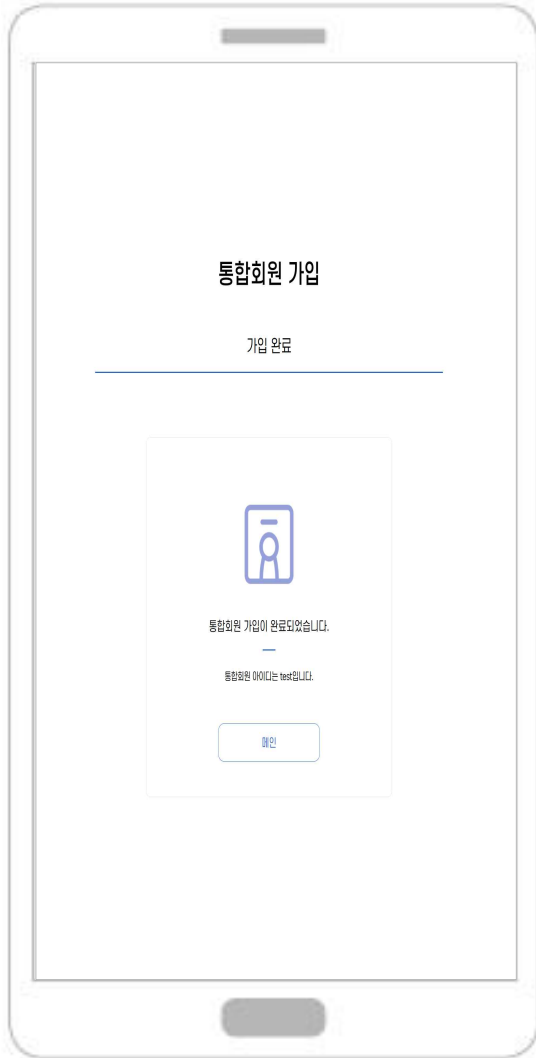 통합회원 가입
가입 완료
통합회원 가입이 완료되었습니다.
통합회원 아이디는 test입니다.
메인